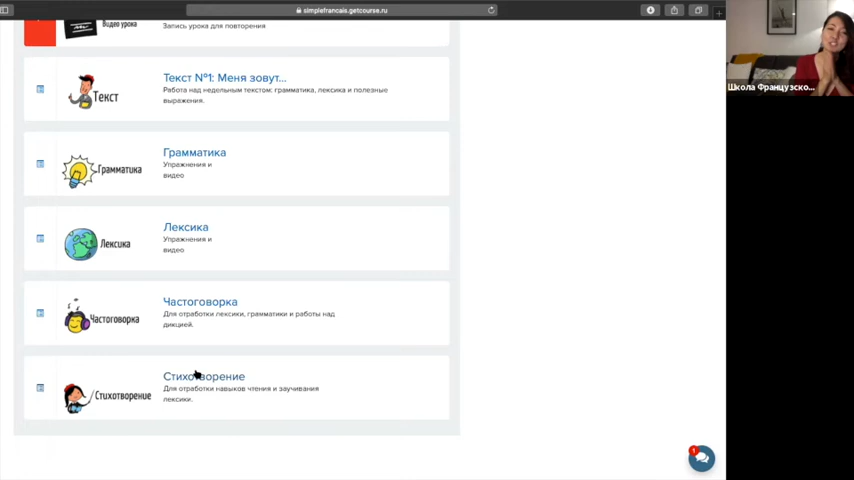 simplefrancais.getcourse.ru
Видео урока
Запись урока для повторения
Школа Французско...
Текст
Текст №1: Меня зовут...
Работа над недельным текстом: грамматика, лексика и полезные
выражения.
Грамматика
Грамматика
Упражнения и
видео
Лексика
Лексика
Упражнения и
видео
Частоговорка
Частоговорка
Для отработки лексики, грамматики и работы над
дикцией.
Стихотворение
Стихотворение
Для отработки навыков чтения и заучивания
лексики.
1